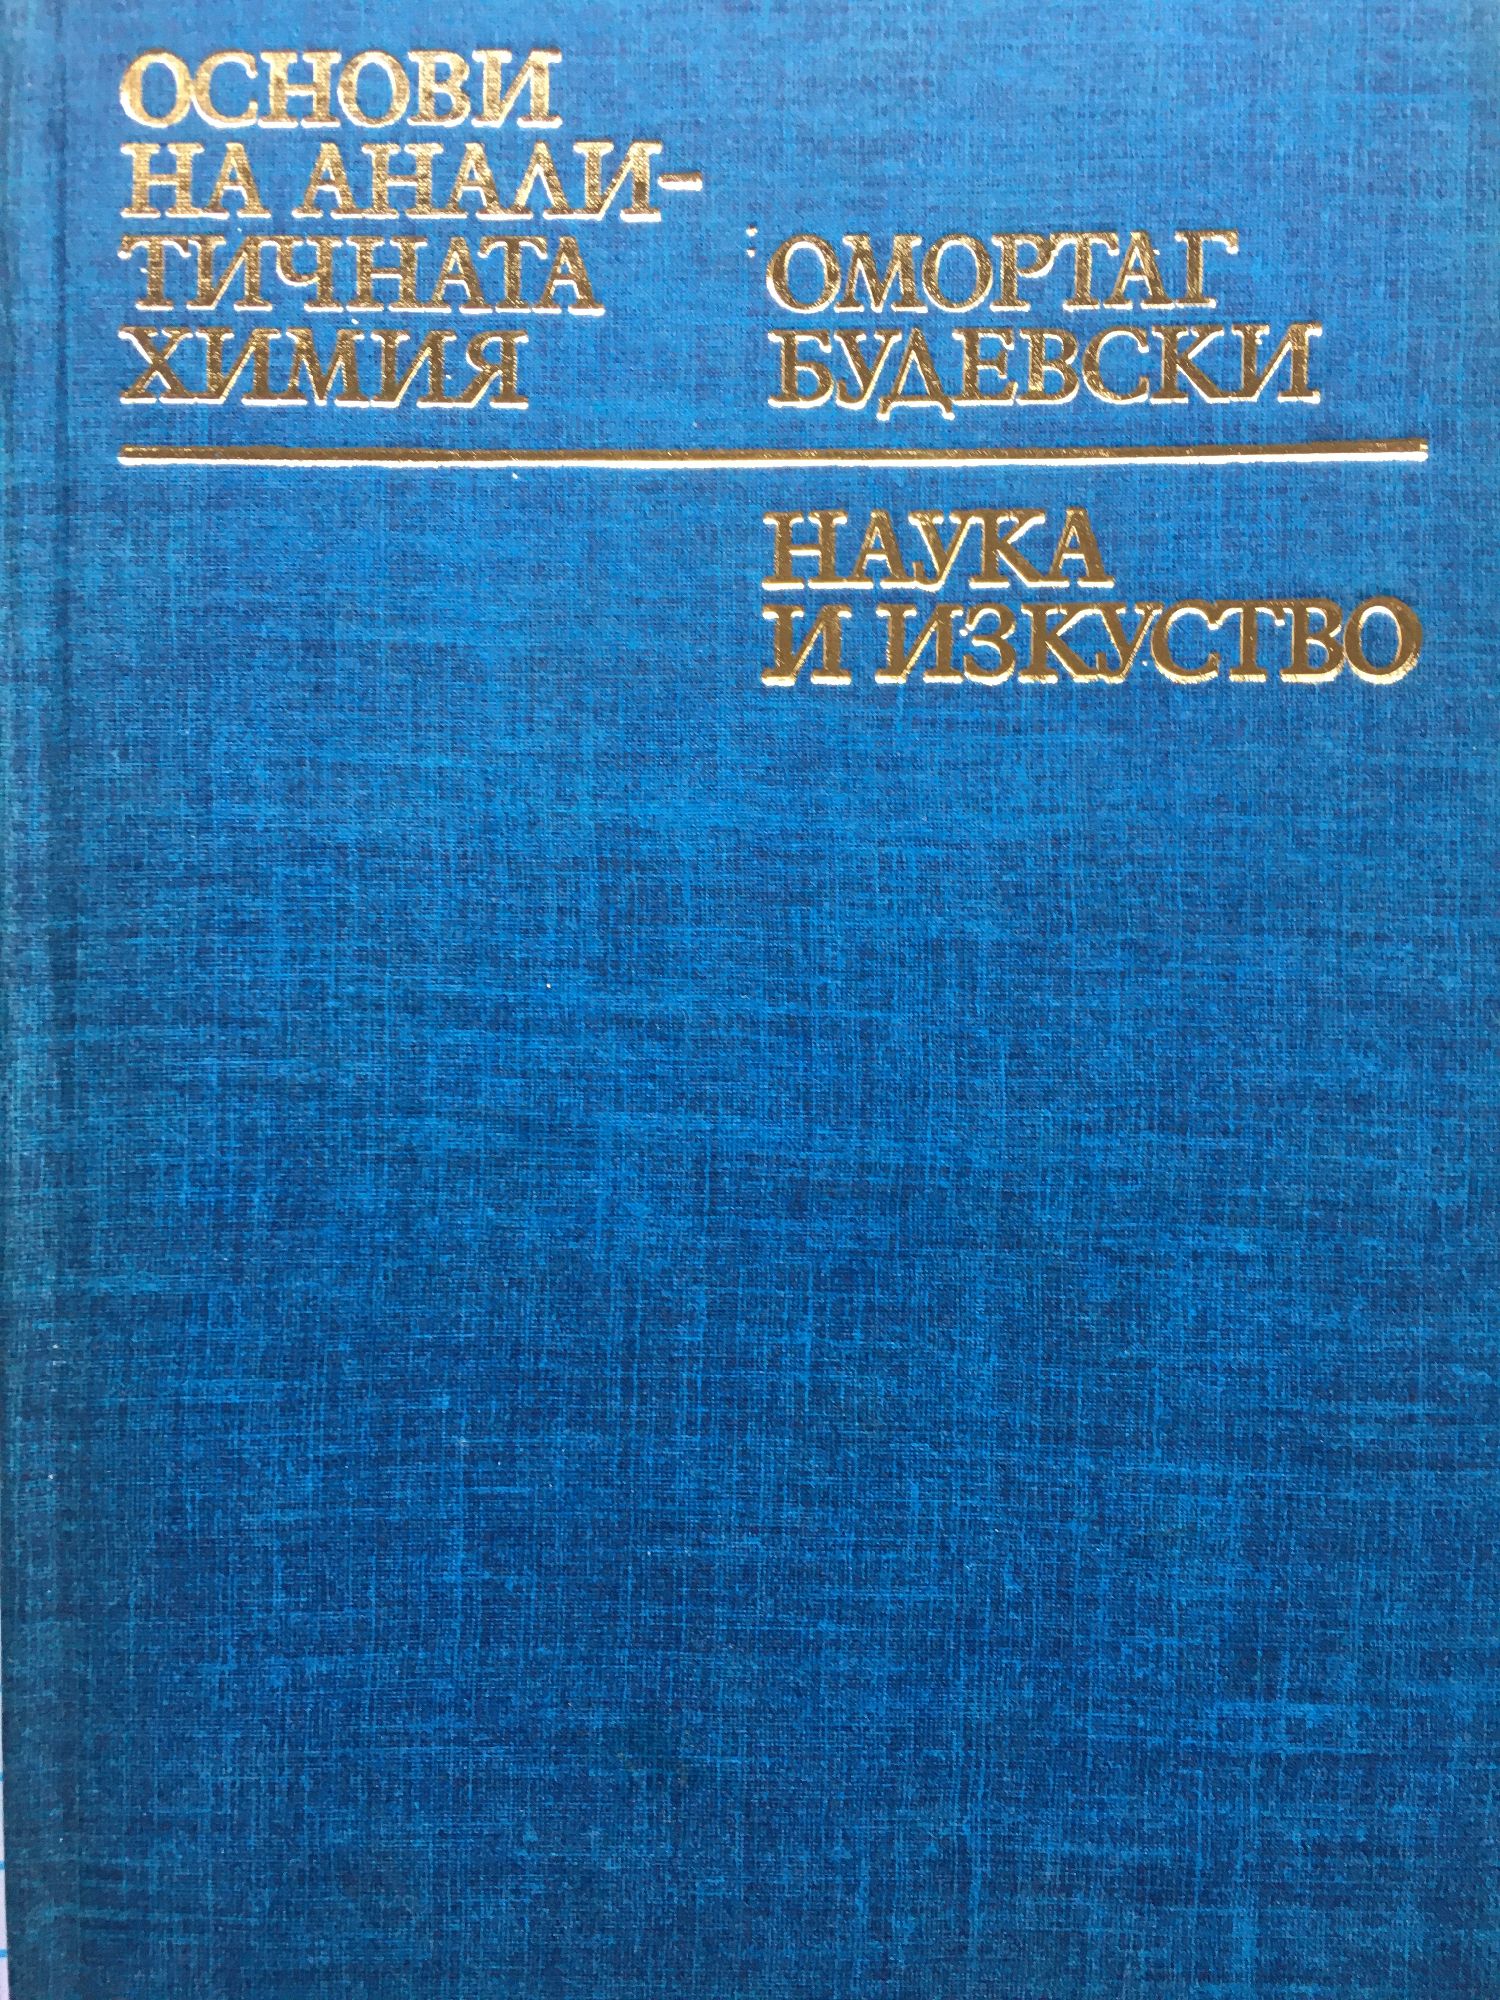 ОСНОВИ
НА АНАЛИ-
ТИЧНАТА
ХИМИЯ
ОМОРТАГ
БУДЕВСКИ
НАУКА
И ИЗКУСТВО